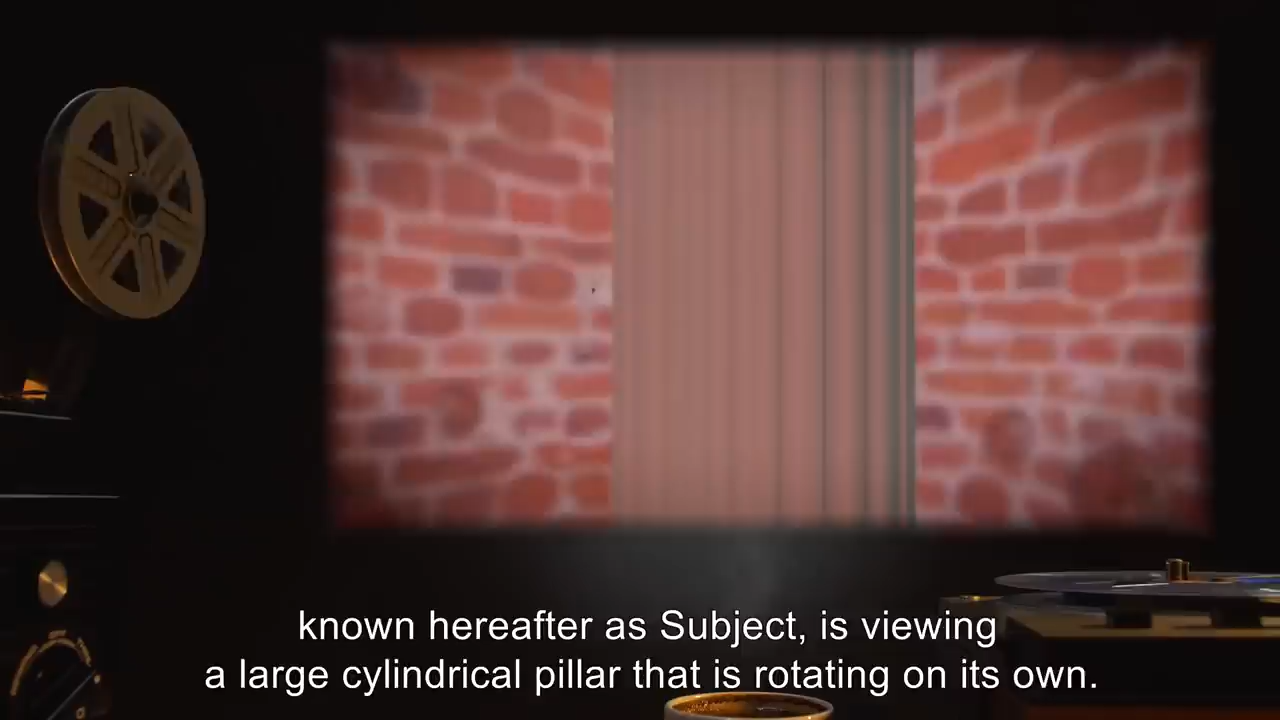 known hereafter as Subject, is viewing
a large cylindrical pillar that is rotating on its own.